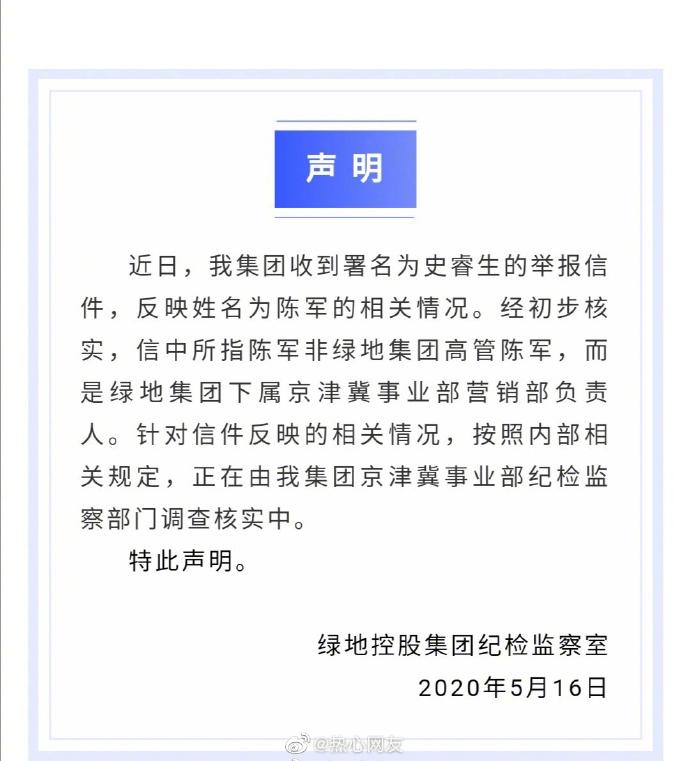 声明
近日，我集团收到署名为史睿生的举报信
件，反映姓名为陈军的相关情况。经初步核
实，信中所指陈军非绿地集团高管陈军，而
是绿地集团下属京津冀事业部营销部负责
人。针对信件反映的相关情况，按照内部相
关规定，正在由我集团京津冀事业部纪检监
察部门调查核实中。
特此声明。
绿地控股集团纪检监察室
2020年5月16日
@热心网友